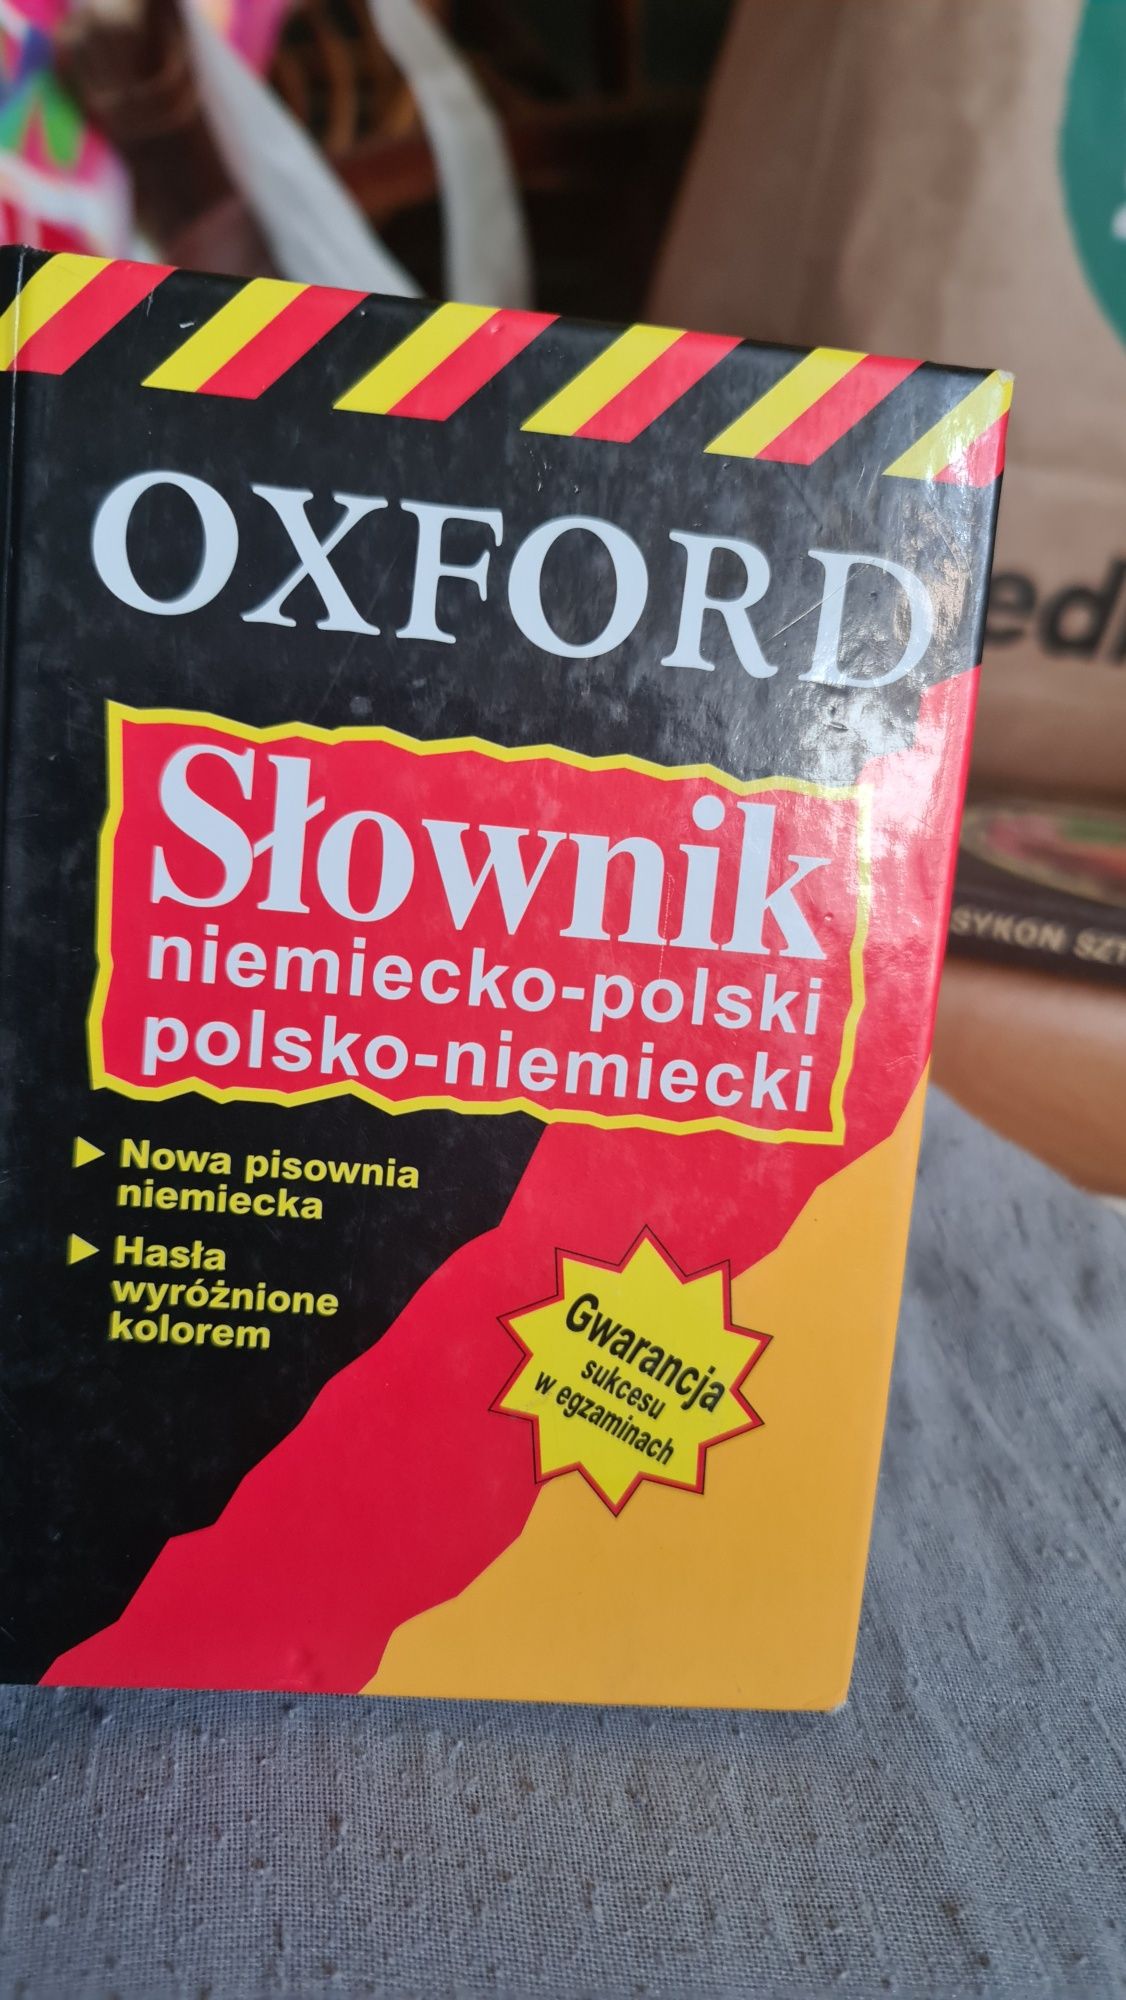 OXFORD
Słownik
niemiecko-polski
polsko-niemiecki
Nowa pisownia
niemiecka
Hasła
wyróżnione
kolorem
Gwarancja
sukcesu
w egzaminach